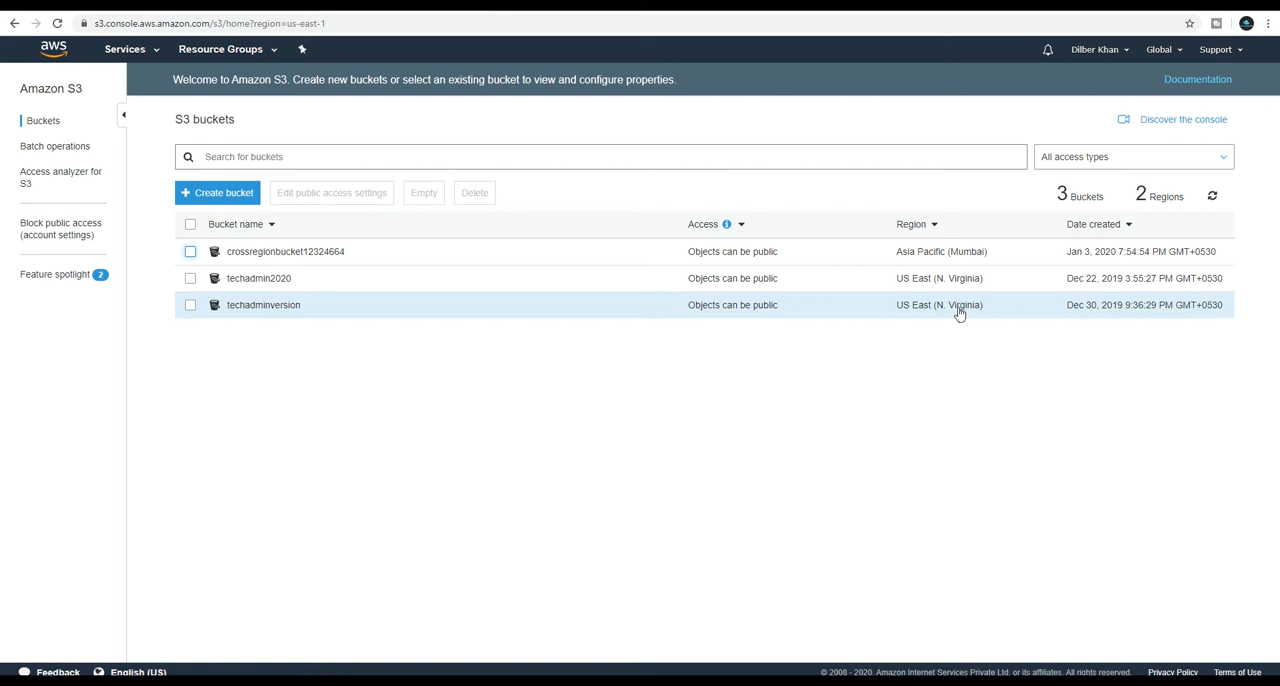 s3.console.aws.amazon.com/s3/home?region=us-east-1
aws Services Resource Groups Dilber Khan Global Support
Amazon S3
Welcome to Amazon S3. Create new buckets or select an existing bucket to view and configure properties. Documentation
Buckets
Batch operations
Access analyzer for
S3
Block public access
(account settings)
Feature spotlight 2
S3 buckets Discover the console
Search for buckets All access types
+ Create bucket Edit public access settings Empty Delete 3 Buckets 2 Regions
Bucket name Access Region Date created
crossregionbucket12324664 Objects can be public Asia Pacific (Mumbai) Jan 3, 2020 7:54:54 PM GMT+0530
techadmin2020 Objects can be public US East (N. Virginia) Dec 22, 2019 3:55:27 PM GMT+0530
techadminversion Objects can be public US East (N. Virginia) Dec 30, 2019 9:36:29 PM GMT+0530
Feedback English (US) © 2008 - 2020, Amazon Internet Services Private Ltd. or its affiliates. All rights reserved. Privacy Policy Terms of Use